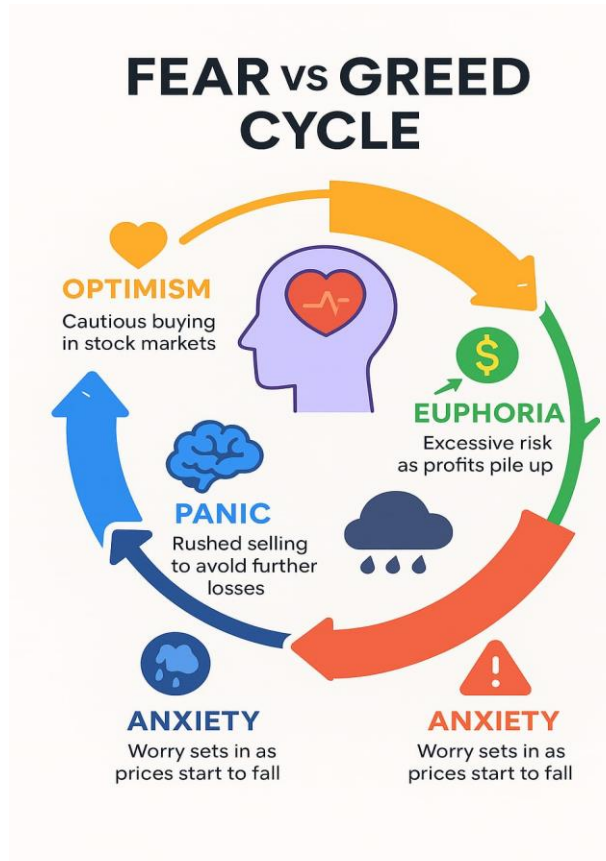 FEAR VS GREED
CYCLE
OPTIMISM
Cautious buying
in stock markets
$
EUPHORIA
Excessive risk
as profits pile up
PANIC
Rushed selling
to avoid further
losses
ANXIETY
Worry sets in as
prices start to fall
!
ANXIETY
Worry sets in as
prices start to fall